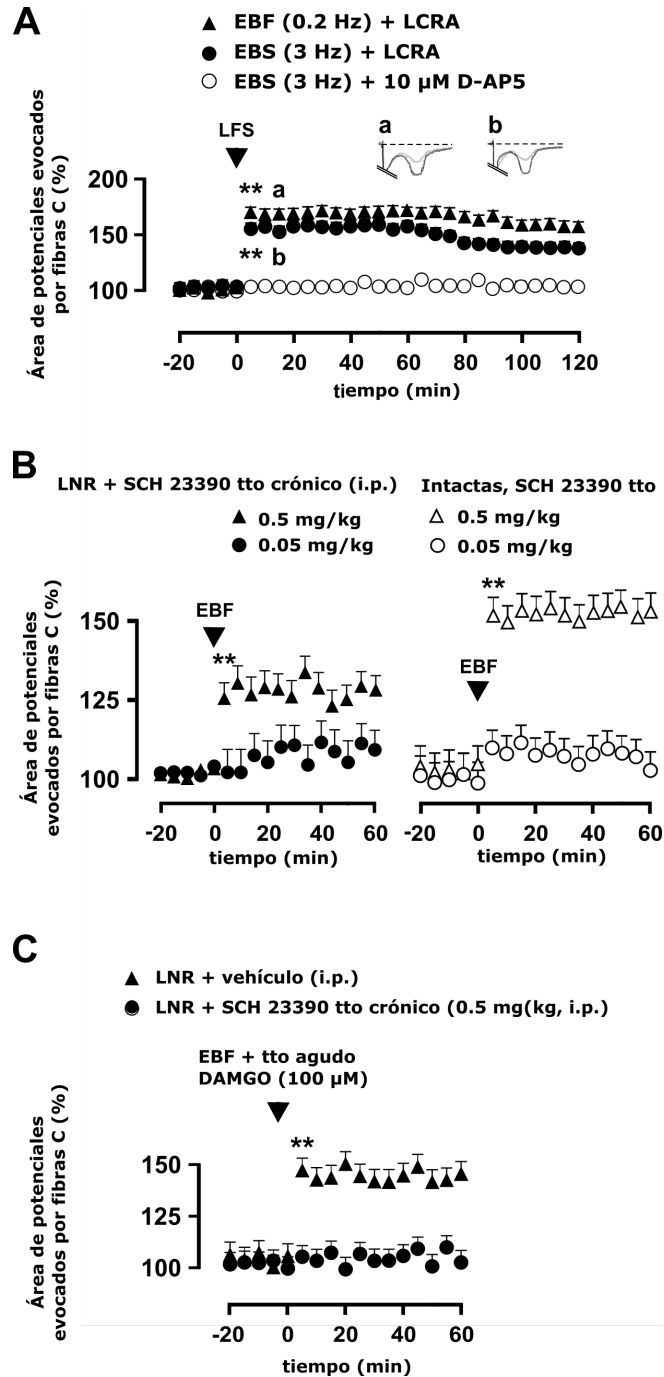 A
EBF (0.2 Hz) + LCRA
EBS (3 Hz) + LCRA
EBS (3 Hz) + 10 µM D-AP5
LFS
a
b
** a
** b
Área de potenciales evocados
por fibras C (%)
200
150
100
-20 0 20 40 60 80 100 120
tiempo (min)
B
LNR + SCH 23390 tto crónico (i.p.)
0.5 mg/kg
0.05 mg/kg
Intactas, SCH 23390 tto
0.5 mg/kg
0.05 mg/kg
EBF
**
EBF
**
Área de potenciales
evocados por fibras C (%)
150
125
100
-20 0 20 40 60
tiempo (min)
-20 0 20 40 60
tiempo (min)
C
LNR + vehículo (i.p.)
LNR + SCH 23390 tto crónico (0.5 mg(kg, i.p.)
EBF + tto agudo
DAMGO (100 µM)
**
Área de potenciales
evocados por fibras C (%)
150
125
100
-20 0 20 40 60
tiempo (min)